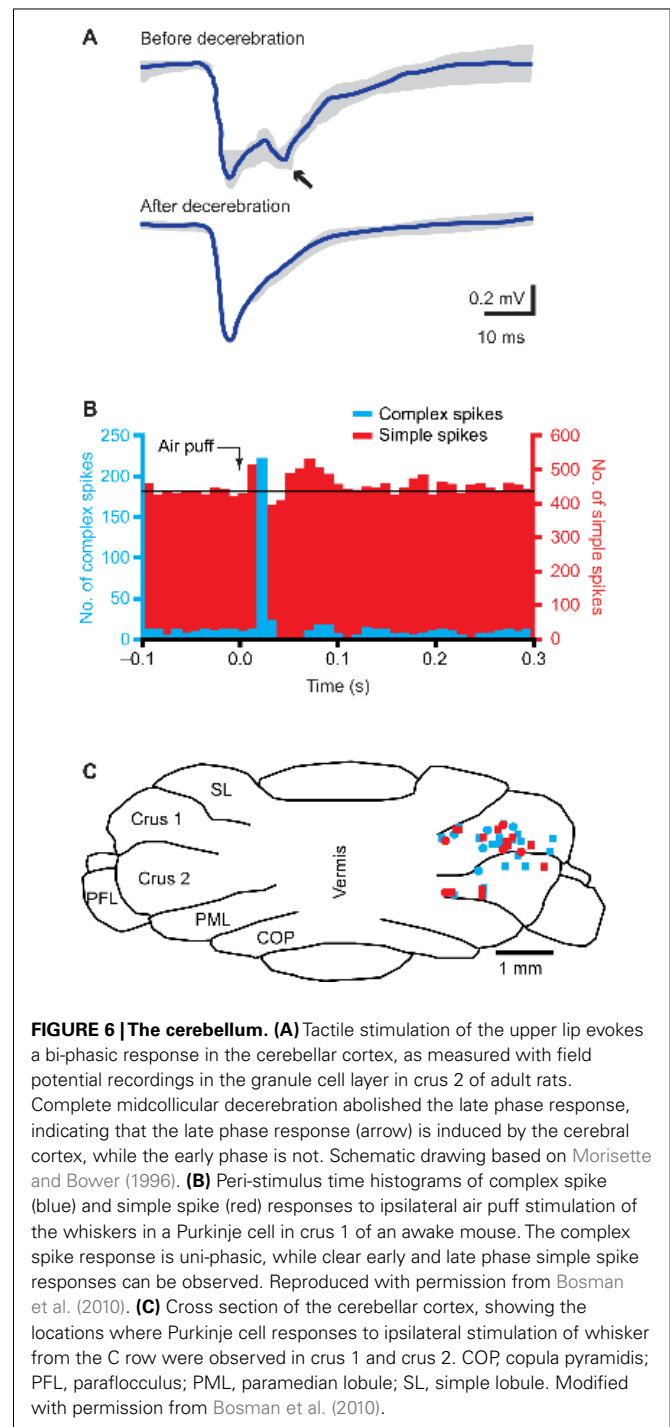 A
Before decerebration
After decerebration
0.2 mV
10 ms
B
Complex spikes
Simple spikes
Air puff
250
200
150
100
50
0
No. of complex spikes
600
500
400
300
200
100
0
No. of simple spikes
–0.1
0.0
0.1
0.2
0.3
Time (s)
C
SL
Crus 1
Crus 2
PFL
PML
COP
Vermis
1 mm
FIGURE 6 | The cerebellum. (A) Tactile stimulation of the upper lip evokes
a bi-phasic response in the cerebellar cortex, as measured with field
potential recordings in the granule cell layer in crus 2 of adult rats.
Complete midcollicular decerebration abolished the late phase response,
indicating that the late phase response (arrow) is induced by the cerebral
cortex, while the early phase is not. Schematic drawing based on Morisette
and Bower (1996). (B) Peri-stimulus time histograms of complex spike
(blue) and simple spike (red) responses to ipsilateral air puff stimulation of
the whiskers in a Purkinje cell in crus 1 of an awake mouse. The complex
spike response is uni-phasic, while clear early and late phase simple spike
responses can be observed. Reproduced with permission from Bosman
et al. (2010). (C) Cross section of the cerebellar cortex, showing the
locations where Purkinje cell responses to ipsilateral stimulation of whisker
from the C row were observed in crus 1 and crus 2. COP, copula pyramidis;
PFL, paraflocculus; PML, paramedian lobule; SL, simple lobule. Modified
with permission from Bosman et al. (2010).